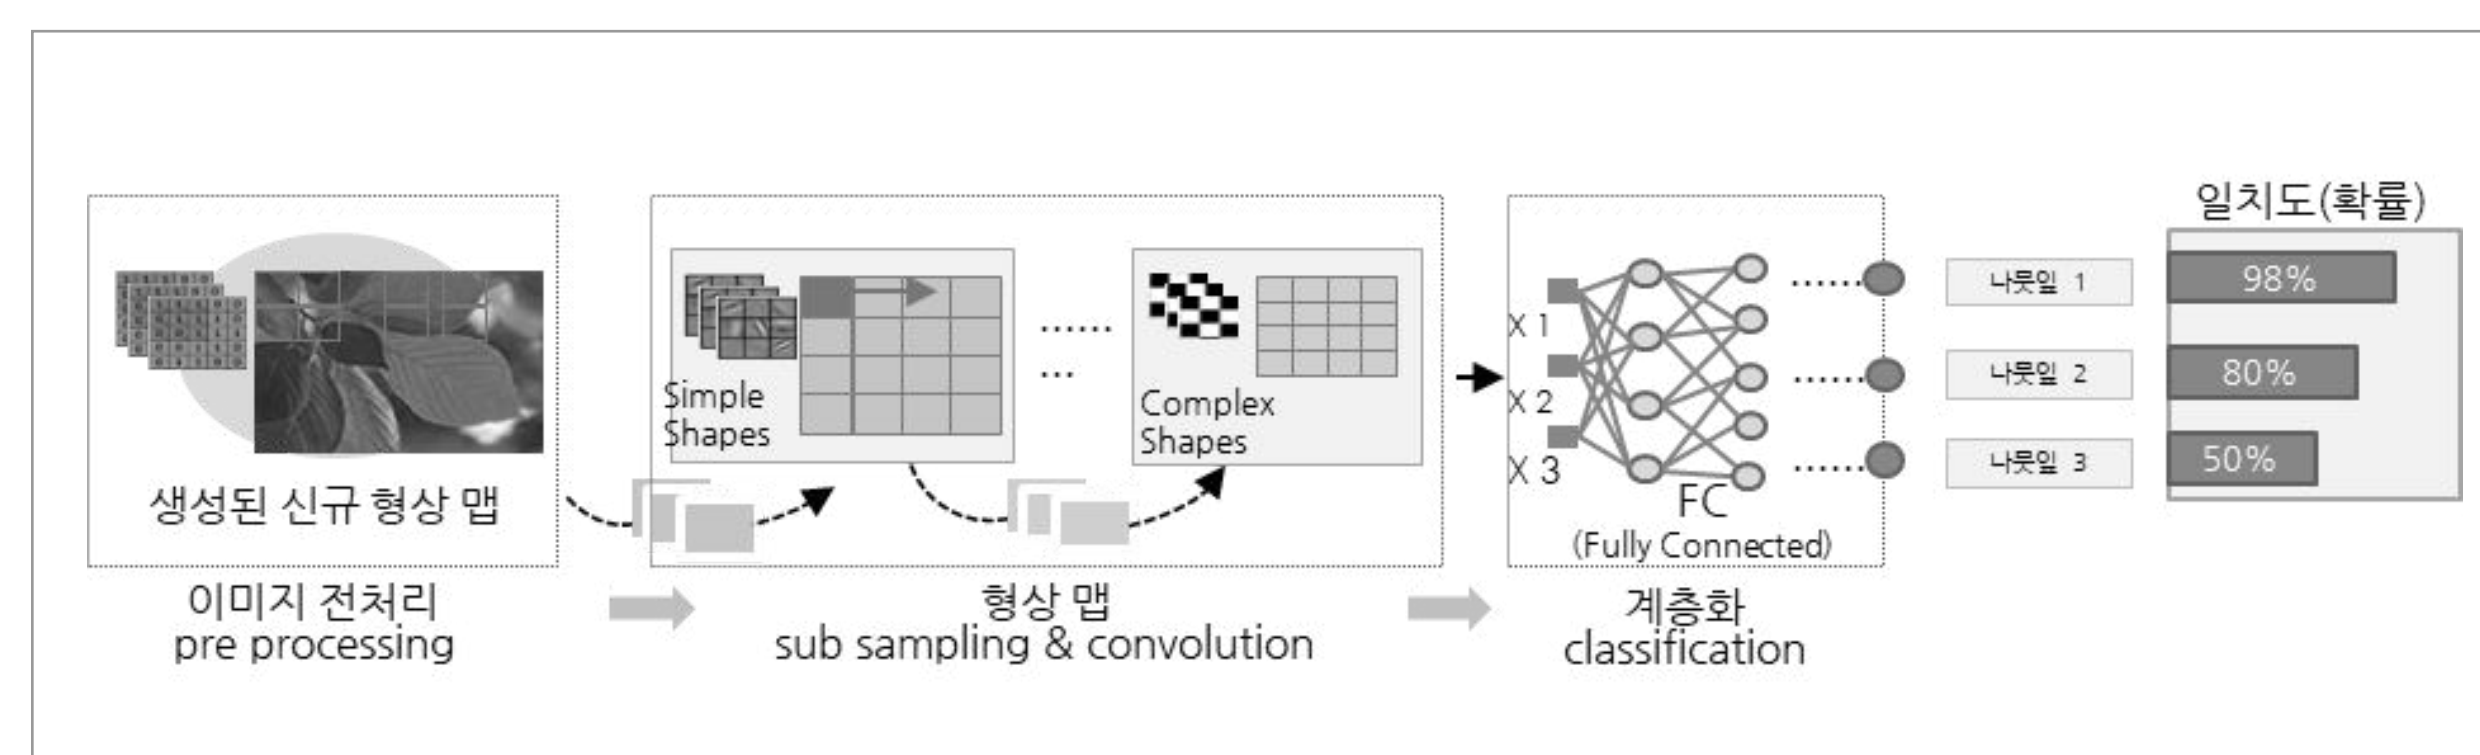 생성된 신규 형상 맵
이미지 전처리
pre processing
Simple
Shapes
......
...
Complex
Shapes
형상 맵
sub sampling & convolution
X 1
X 2
X 3
FC
(Fully Connected)
계층화
classification
나뭇잎 1
나뭇잎 2
나뭇잎 3
일치도(확률)
98%
80%
50%